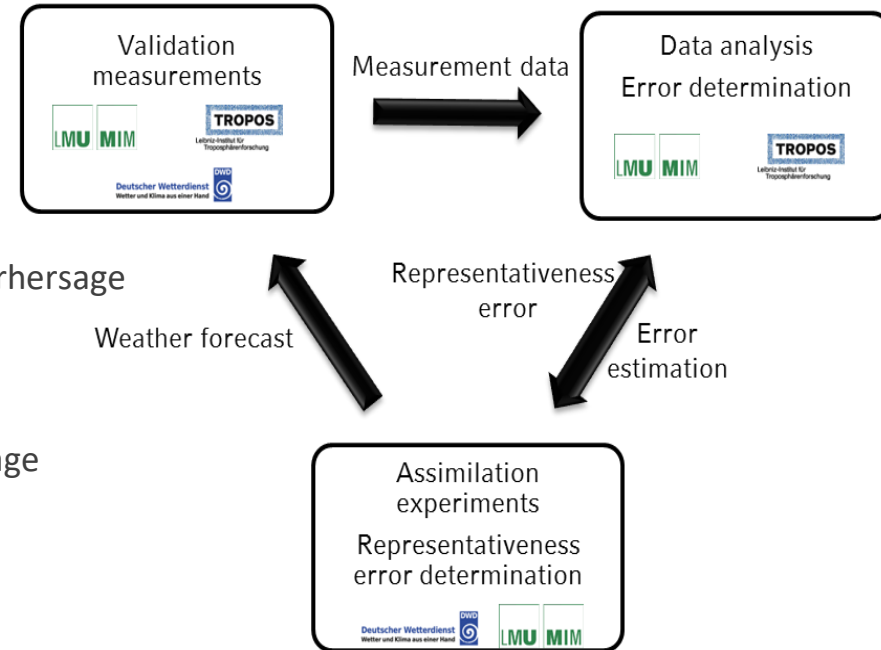 Validation
measurements
LMU MIM
TROPOS
Leibniz-Institut für
Troposphärenforschung
Deutscher Wetterdienst
Wetter und Klima aus einer Hand
DWD
Measurement data
Data analysis
Error determination
LMU MIM
TROPOS
Leibniz-Institut für
Troposphärenforschung
rhersage
Weather forecast
Representativeness
error
Error
estimation
age
Assimilation
experiments
Representativeness
error determination
Deutscher Wetterdienst
Wetter und Klima aus einer Hand
DWD
LMU MIM